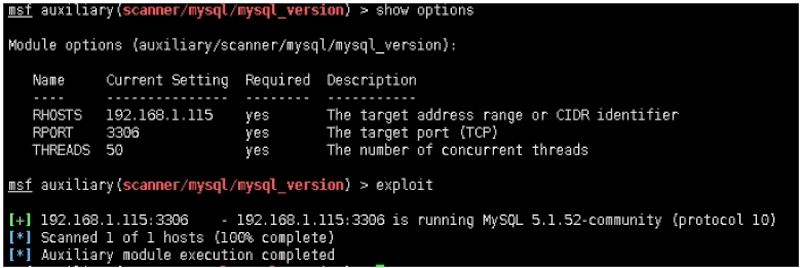 msf auxiliary(scanner/mysql/mysql_version) > show options
Module options (auxiliary/scanner/mysql/mysql_version):
Name Current Setting Required Description
---- --------------- -------- -----------
RHOSTS 192.168.1.115 yes The target address range or CIDR identifier
RPORT 3306 yes The target port (TCP)
THREADS 50 yes The number of concurrent threads
msf auxiliary(scanner/mysql/mysql_version) > exploit
[+] 192.168.1.115:3306 - 192.168.1.115:3306 is running MySQL 5.1.52-community (protocol 10)
[*] Scanned 1 of 1 hosts (100% complete)
[*] Auxiliary module execution completed